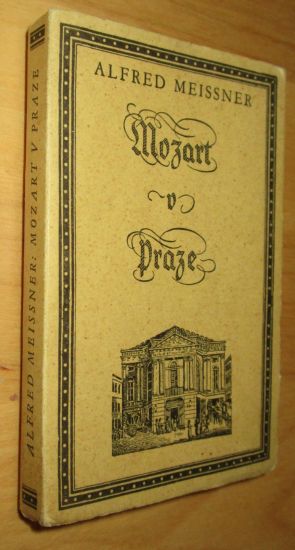 ALFRED MEISSNER
Mozart
v
Praze
ALFRED MEISSNER: MOZART V PRAZE